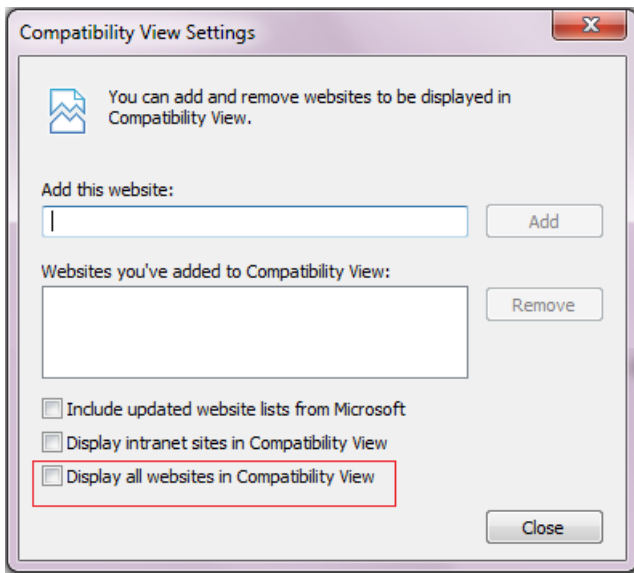 Compatibility View Settings
You can add and remove websites to be displayed in
Compatibility View.
Add this website:
Add
Websites you've added to Compatibility View:
Remove
Include updated website lists from Microsoft
Display intranet sites in Compatibility View
Display all websites in Compatibility View
Close